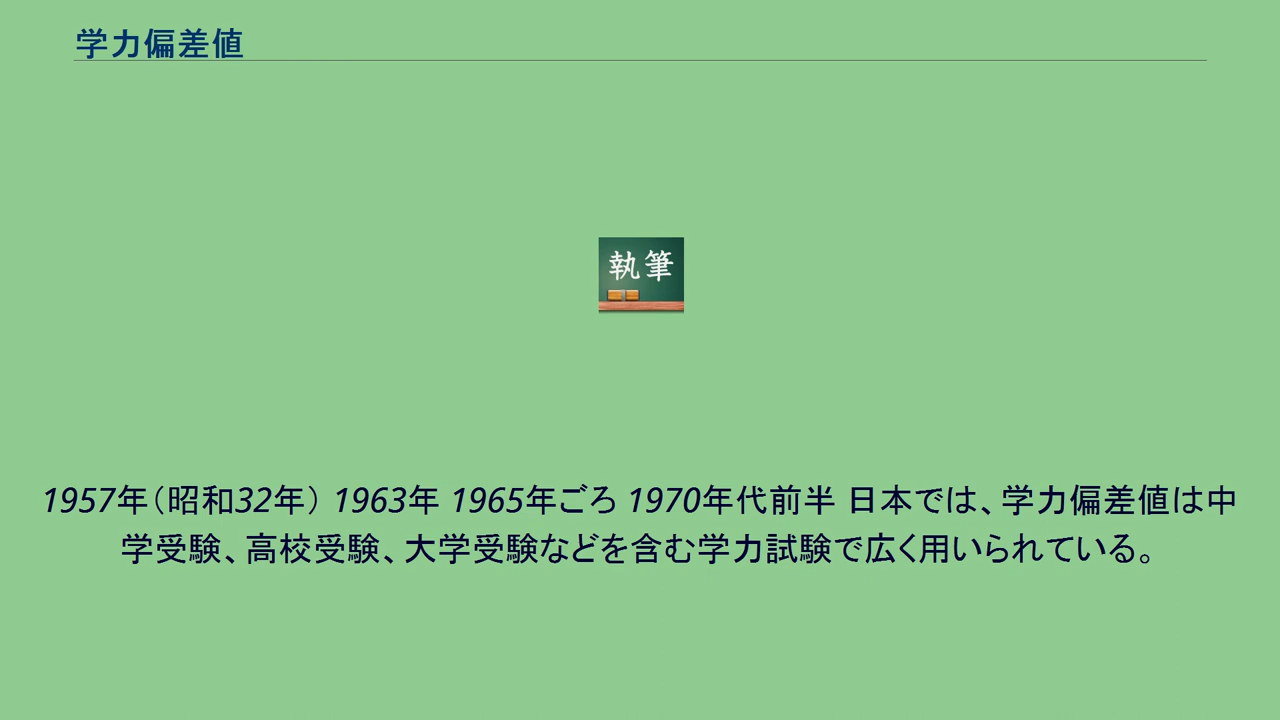 学力偏差値
執筆
1957年(昭和32年) 1963年 1965年ごろ 1970年代前半 日本では、学力偏差値は中
学受験、高校受験、大学受験などを含む学力試験で広く用いられている。